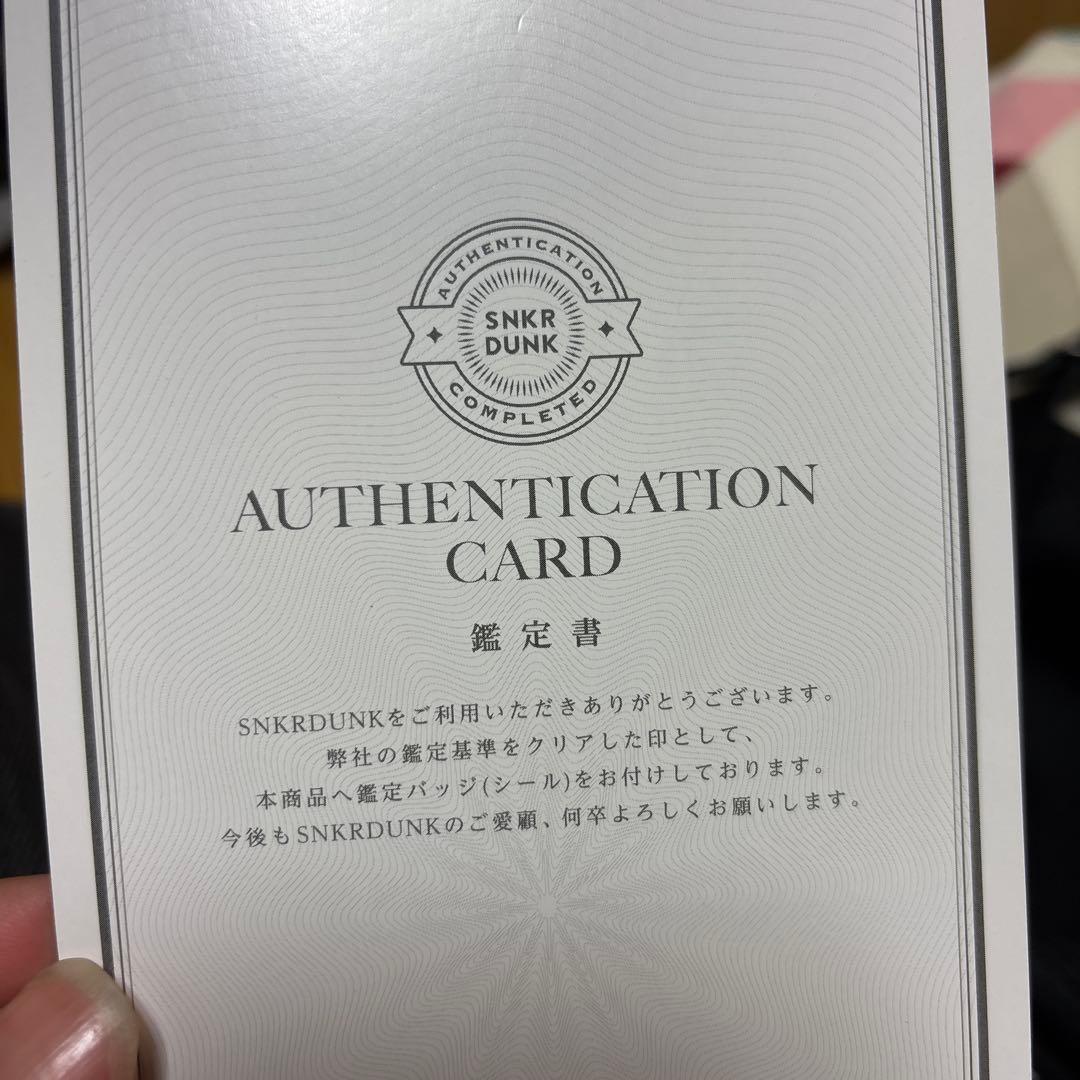 AUTHENTICATION
SNKR
DUNK
COMPLETED
AUTHENTICATION
CARD
鑑定書
SNKRDUNKをご利用いただきありがとうございます。
弊社の鑑定基準をクリアした印として、
本商品へ鑑定バッジ(シール)をお付けしております。
今後もSNKRDUNKのご愛顧、何卒よろしくお願いします。